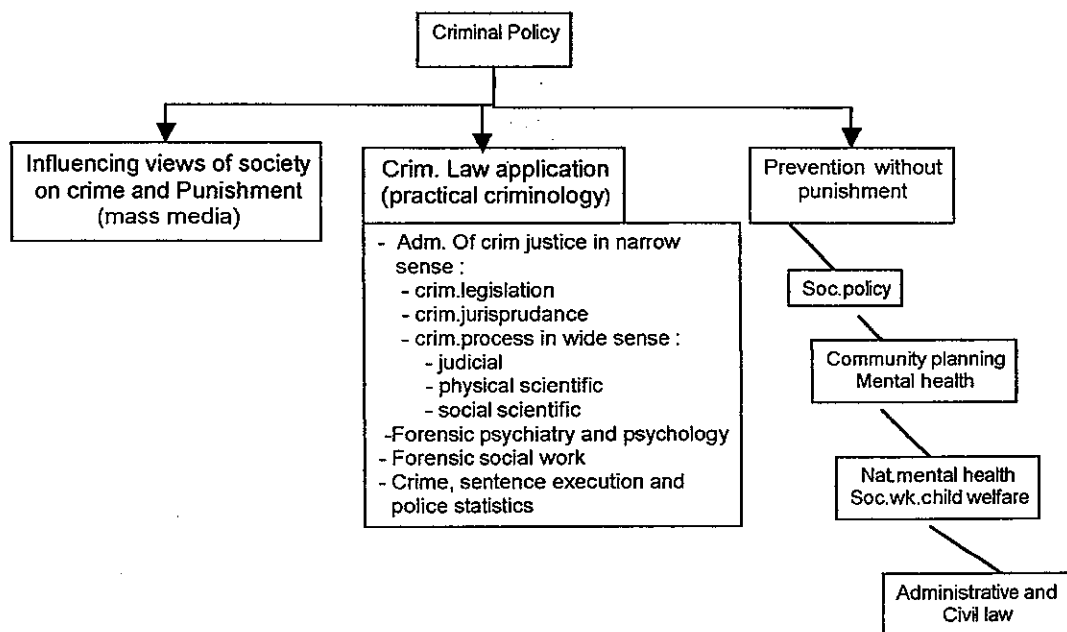 Criminal Policy
Influencing views of society
on crime and Punishment
(mass media)
Crim. Law application
(practical criminology)
- Adm. Of crim justice in narrow
sense :
- crim.legislation
- crim.jurisprudance
- crim.process in wide sense :
- judicial
- physical scientific
- social scientific
-Forensic psychiatry and psychology
- Forensic social work
- Crime, sentence execution and
police statistics
Prevention without
punishment
Soc.policy
Community planning
Mental health
Nat.mental health
Soc.wk.child welfare
Administrative and
Civil law